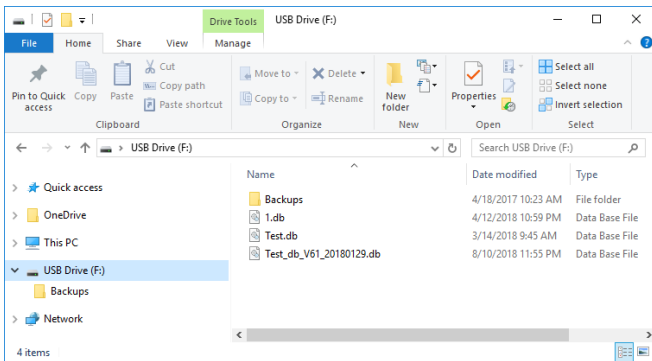 Drive Tools USB Drive (F:)
File Home Share View Manage
Pin to Quick access
Copy
Paste
Cut
Copy path
Paste shortcut
Clipboard
Move to
Copy to
Delete
Rename
Organize
New folder
New
Properties
Open
Select all
Select none
Invert selection
Select
USB Drive (F:)
Search USB Drive (F:)
Quick access
OneDrive
This PC
USB Drive (F:)
Backups
Network
Name Date modified Type
Backups 4/18/2017 10:23 AM File folder
1.db 4/12/2018 10:59 PM Data Base File
Test.db 3/14/2018 9:45 AM Data Base File
Test_db_V61_20180129.db 8/10/2018 11:55 PM Data Base File
4 items